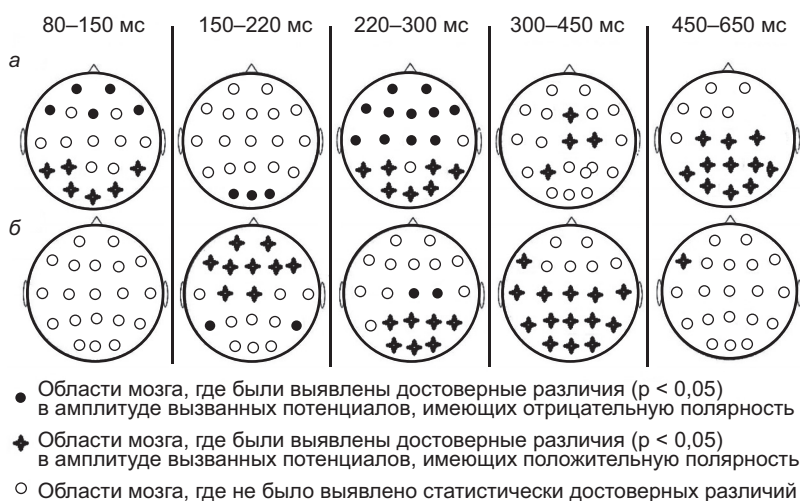 80–150 мс 150–220 мс 220–300 мс 300–450 мс 450–650 мс
а
б
Области мозга, где были выявлены достоверные различия (p < 0,05)
в амплитуде вызванных потенциалов, имеющих отрицательную полярность
Области мозга, где были выявлены достоверные различия (p < 0,05)
в амплитуде вызванных потенциалов, имеющих положительную полярность
Области мозга, где не было выявлено статистически достоверных различий